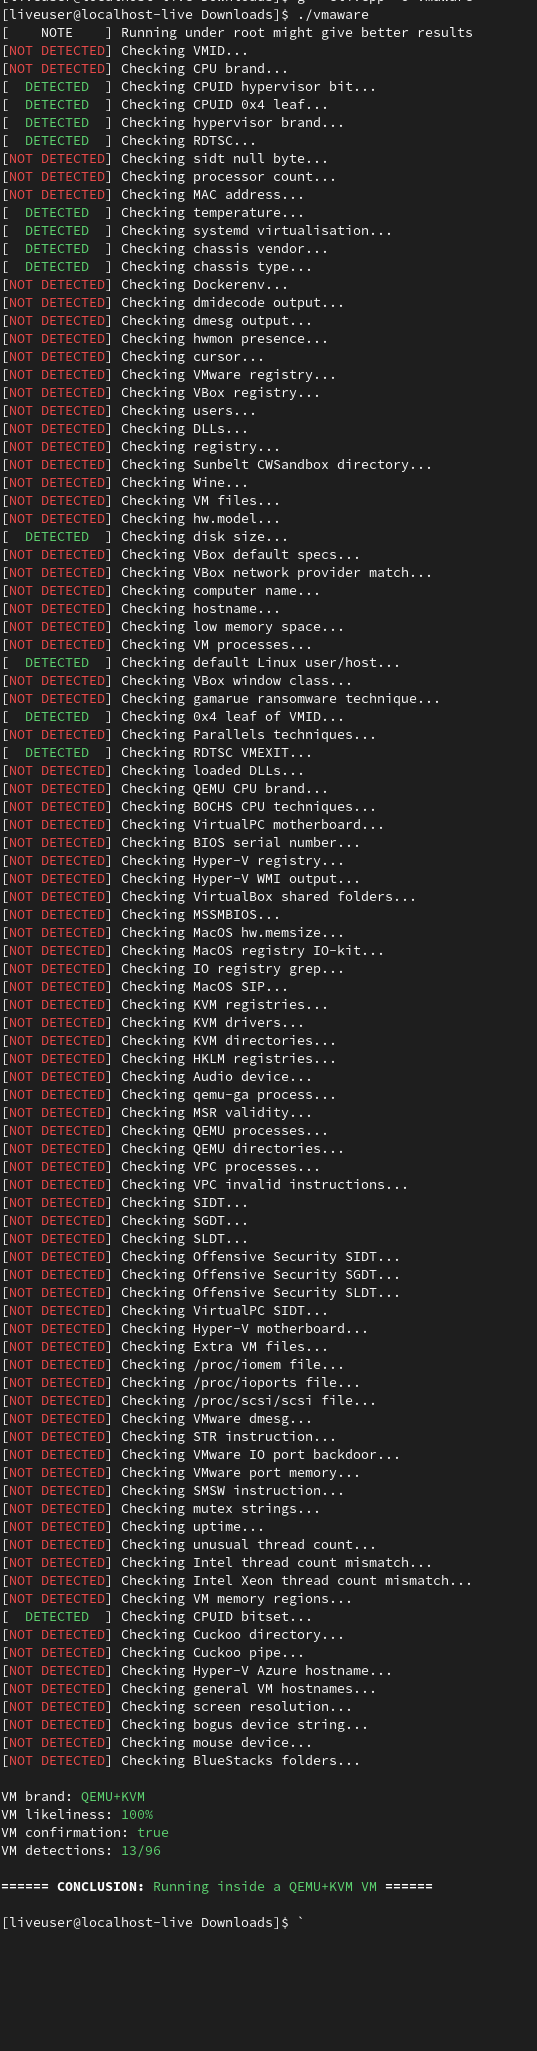 [liveuser@localhost-live Downloads]$ ./vmaware
[    NOTE    ] Running under root might give better results
[NOT DETECTED] Checking VMID...
[NOT DETECTED] Checking CPU brand...
[  DETECTED  ] Checking CPUID hypervisor bit...
[  DETECTED  ] Checking CPUID 0x4 leaf...
[  DETECTED  ] Checking hypervisor brand...
[  DETECTED  ] Checking RDTSC...
[NOT DETECTED] Checking sidt null byte...
[NOT DETECTED] Checking processor count...
[NOT DETECTED] Checking MAC address...
[  DETECTED  ] Checking temperature...
[  DETECTED  ] Checking systemd virtualisation...
[  DETECTED  ] Checking chassis vendor...
[  DETECTED  ] Checking chassis type...
[NOT DETECTED] Checking Dockerenv...
[NOT DETECTED] Checking dmidecode output...
[NOT DETECTED] Checking dmesg output...
[NOT DETECTED] Checking hwmon presence...
[NOT DETECTED] Checking cursor...
[NOT DETECTED] Checking VMware registry...
[NOT DETECTED] Checking VBox registry...
[NOT DETECTED] Checking users...
[NOT DETECTED] Checking DLLs...
[NOT DETECTED] Checking registry...
[NOT DETECTED] Checking Sunbelt CWSandbox directory...
[NOT DETECTED] Checking Wine...
[NOT DETECTED] Checking VM files...
[NOT DETECTED] Checking hw.model...
[  DETECTED  ] Checking disk size...
[NOT DETECTED] Checking VBox default specs...
[NOT DETECTED] Checking VBox network provider match...
[NOT DETECTED] Checking computer name...
[NOT DETECTED] Checking hostname...
[NOT DETECTED] Checking low memory space...
[NOT DETECTED] Checking VM processes...
[  DETECTED  ] Checking default Linux user/host...
[NOT DETECTED] Checking VBox window class...
[NOT DETECTED] Checking gamarue ransomware technique...
[  DETECTED  ] Checking 0x4 leaf of VMID...
[NOT DETECTED] Checking Parallels techniques...
[  DETECTED  ] Checking RDTSC VMEXIT...
[NOT DETECTED] Checking loaded DLLs...
[NOT DETECTED] Checking QEMU CPU brand...
[NOT DETECTED] Checking BOCHS CPU techniques...
[NOT DETECTED] Checking VirtualPC motherboard...
[NOT DETECTED] Checking BIOS serial number...
[NOT DETECTED] Checking Hyper-V registry...
[NOT DETECTED] Checking Hyper-V WMI output...
[NOT DETECTED] Checking VirtualBox shared folders...
[NOT DETECTED] Checking MSSMBIOS...
[NOT DETECTED] Checking MacOS hw.memsize...
[NOT DETECTED] Checking MacOS registry IO-kit...
[NOT DETECTED] Checking IO registry grep...
[NOT DETECTED] Checking MacOS SIP...
[NOT DETECTED] Checking KVM registries...
[NOT DETECTED] Checking KVM drivers...
[NOT DETECTED] Checking KVM directories...
[NOT DETECTED] Checking HKLM registries...
[NOT DETECTED] Checking Audio device...
[NOT DETECTED] Checking qemu-ga process...
[NOT DETECTED] Checking MSR validity...
[NOT DETECTED] Checking QEMU processes...
[NOT DETECTED] Checking QEMU directories...
[NOT DETECTED] Checking VPC processes...
[NOT DETECTED] Checking VPC invalid instructions...
[NOT DETECTED] Checking SIDT...
[NOT DETECTED] Checking SGDT...
[NOT DETECTED] Checking SLDT...
[NOT DETECTED] Checking Offensive Security SIDT...
[NOT DETECTED] Checking Offensive Security SGDT...
[NOT DETECTED] Checking Offensive Security SLDT...
[NOT DETECTED] Checking VirtualPC SIDT...
[NOT DETECTED] Checking Hyper-V motherboard...
[NOT DETECTED] Checking Extra VM files...
[NOT DETECTED] Checking /proc/iomem file...
[NOT DETECTED] Checking /proc/ioports file...
[NOT DETECTED] Checking /proc/scsi/scsi file...
[NOT DETECTED] Checking VMware dmesg...
[NOT DETECTED] Checking STR instruction...
[NOT DETECTED] Checking VMware IO port backdoor...
[NOT DETECTED] Checking VMware port memory...
[NOT DETECTED] Checking SMSW instruction...
[NOT DETECTED] Checking mutex strings...
[NOT DETECTED] Checking uptime...
[NOT DETECTED] Checking unusual thread count...
[NOT DETECTED] Checking Intel thread count mismatch...
[NOT DETECTED] Checking Intel Xeon thread count mismatch...
[NOT DETECTED] Checking VM memory regions...
[  DETECTED  ] Checking CPUID bitset...
[NOT DETECTED] Checking Cuckoo directory...
[NOT DETECTED] Checking Cuckoo pipe...
[NOT DETECTED] Checking Hyper-V Azure hostname...
[NOT DETECTED] Checking general VM hostnames...
[NOT DETECTED] Checking screen resolution...
[NOT DETECTED] Checking bogus device string...
[NOT DETECTED] Checking mouse device...
[NOT DETECTED] Checking BlueStacks folders...
VM brand: QEMU+KVM
VM likeliness: 100%
VM confirmation: true
VM detections: 13/96
====== CONCLUSION: Running inside a QEMU+KVM VM ======
[liveuser@localhost-live Downloads]$ `